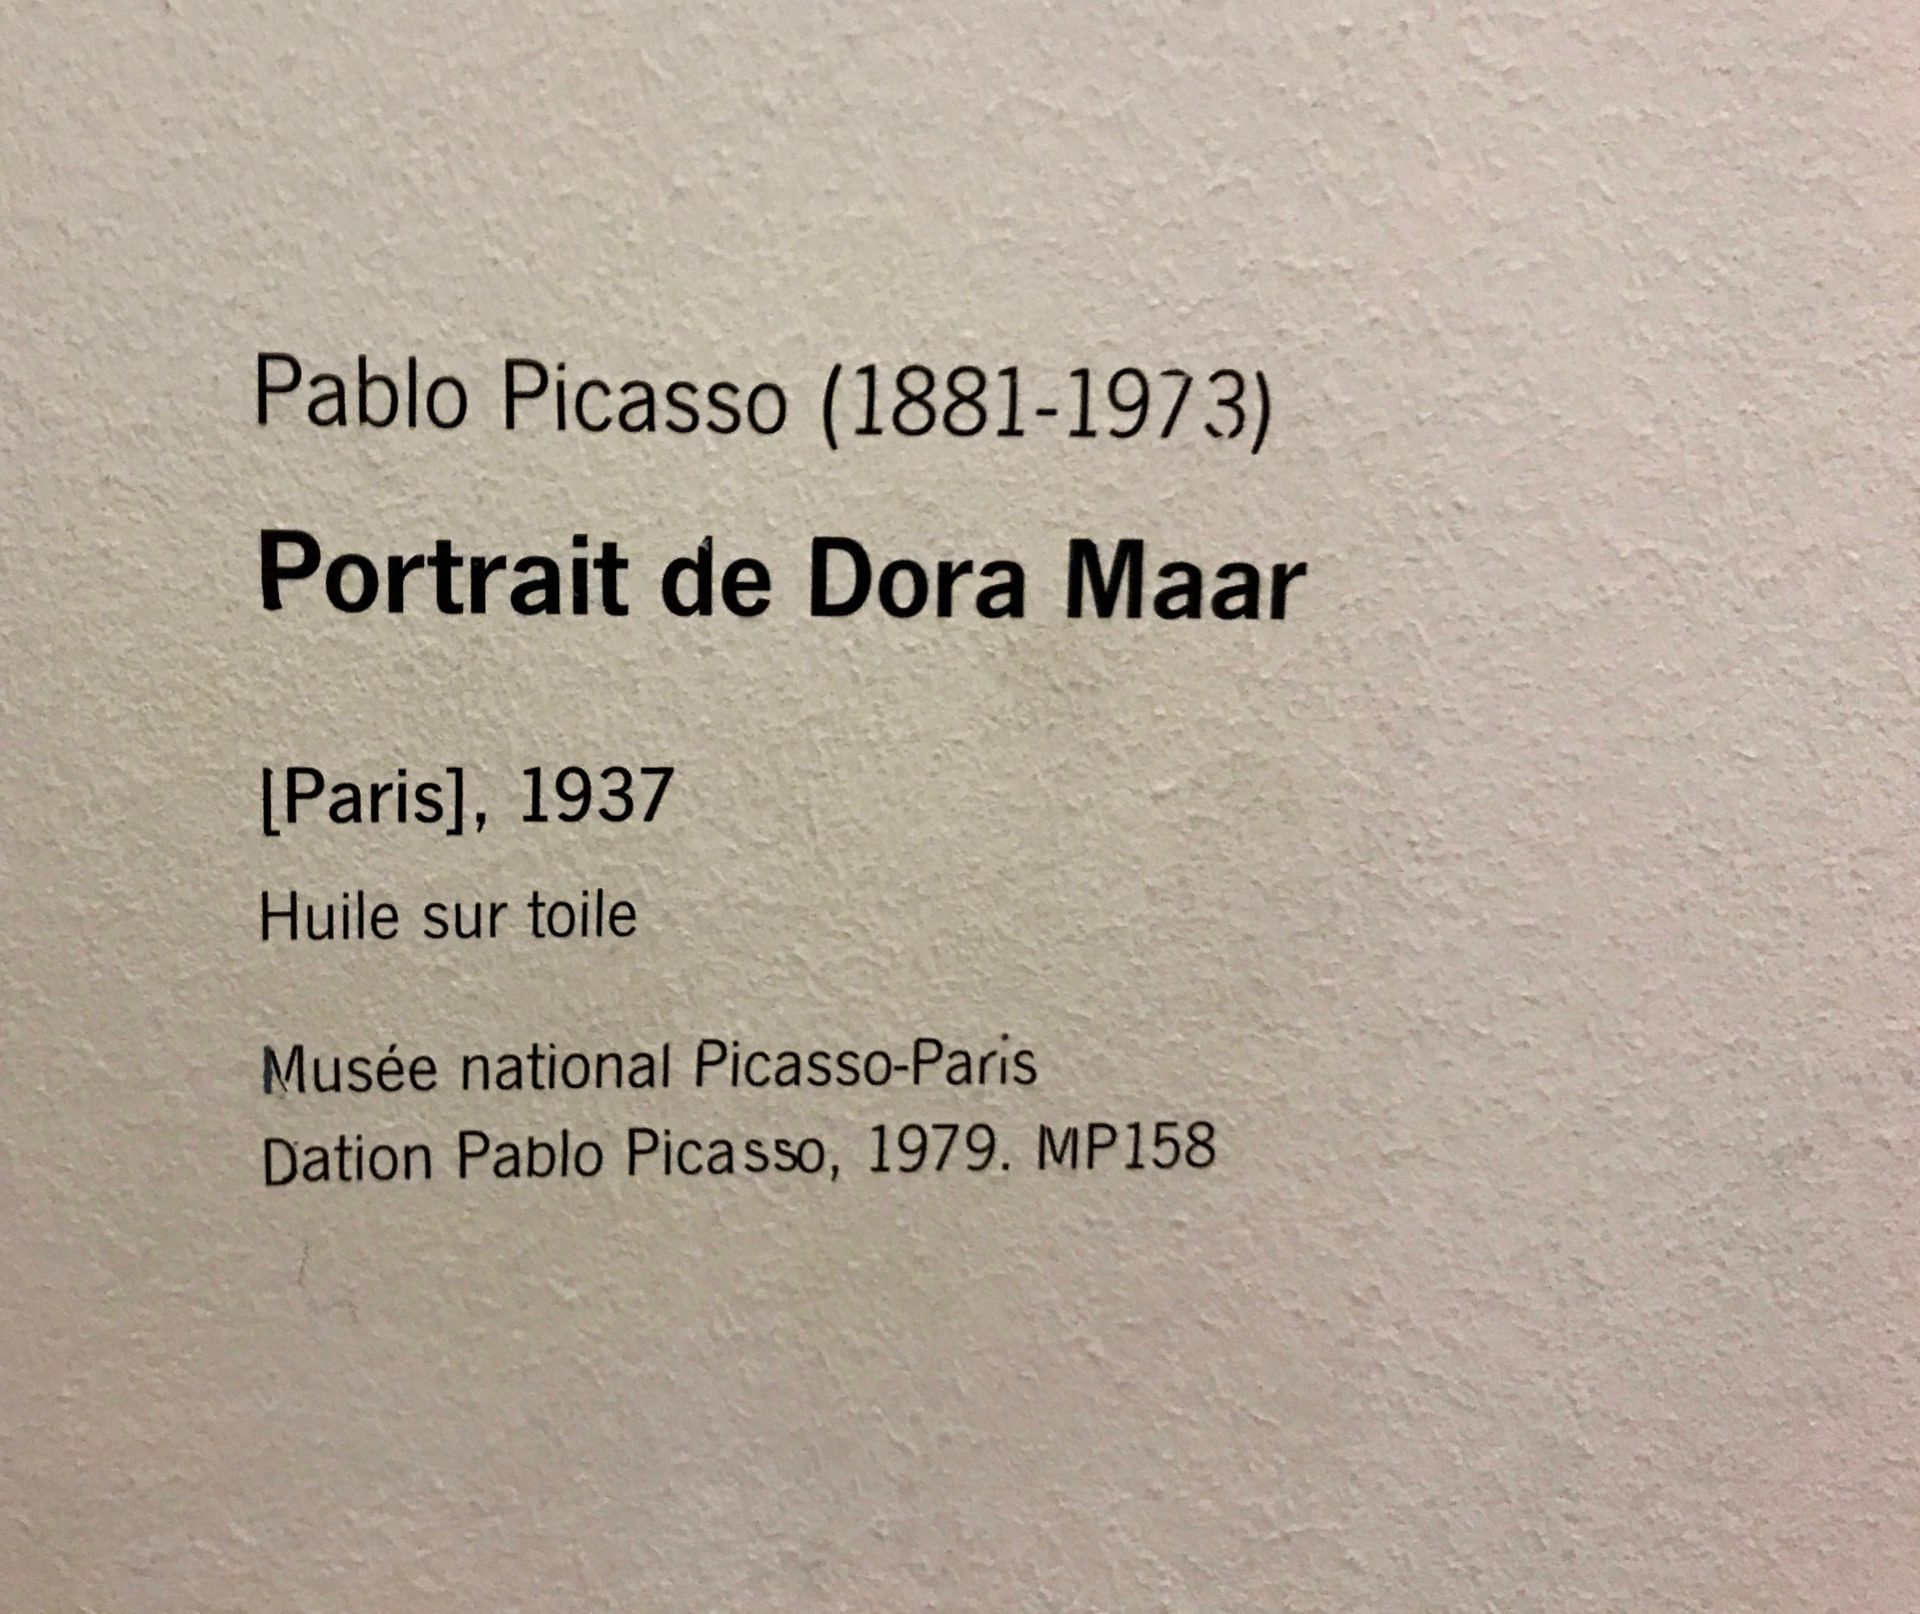 Pablo Picasso (1881-1973)
Portrait de Dora Maar
[Paris], 1937
Huile sur toile
Musée national Picasso-Paris
Dation Pablo Picasso, 1979. MP158